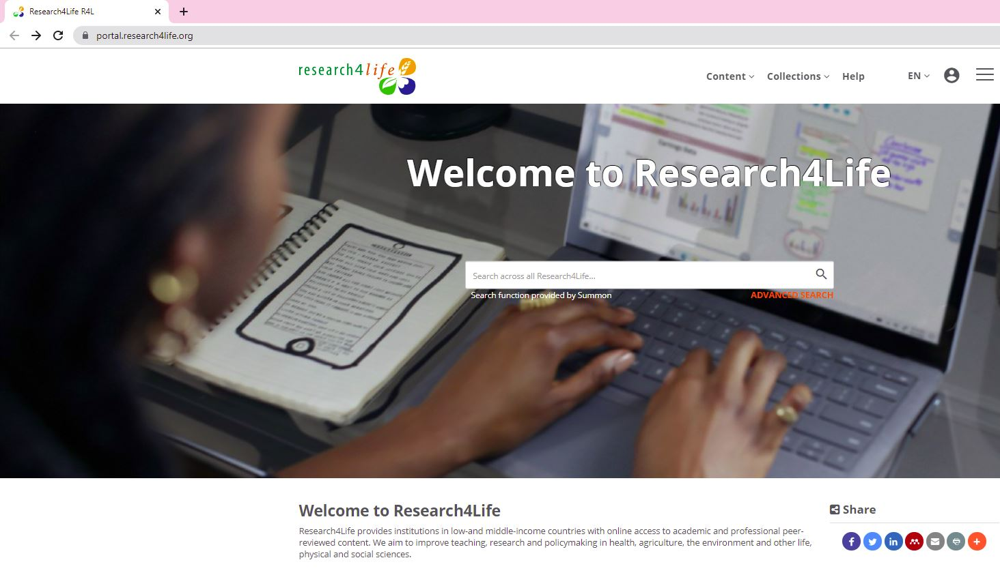 Research4Life R4L
portal.research4life.org
research4life
Content
Collections
Help
EN
Welcome to Research4Life
Search across all Research4Life...
Search function provided by Summon
ADVANCED SEARCH
Welcome to Research4Life
Research4Life provides institutions in low-and middle-income countries with online access to academic and professional peer-
reviewed content. We aim to improve teaching, research and policymaking in health, agriculture, the environment and other life,
physical and social sciences.
Share